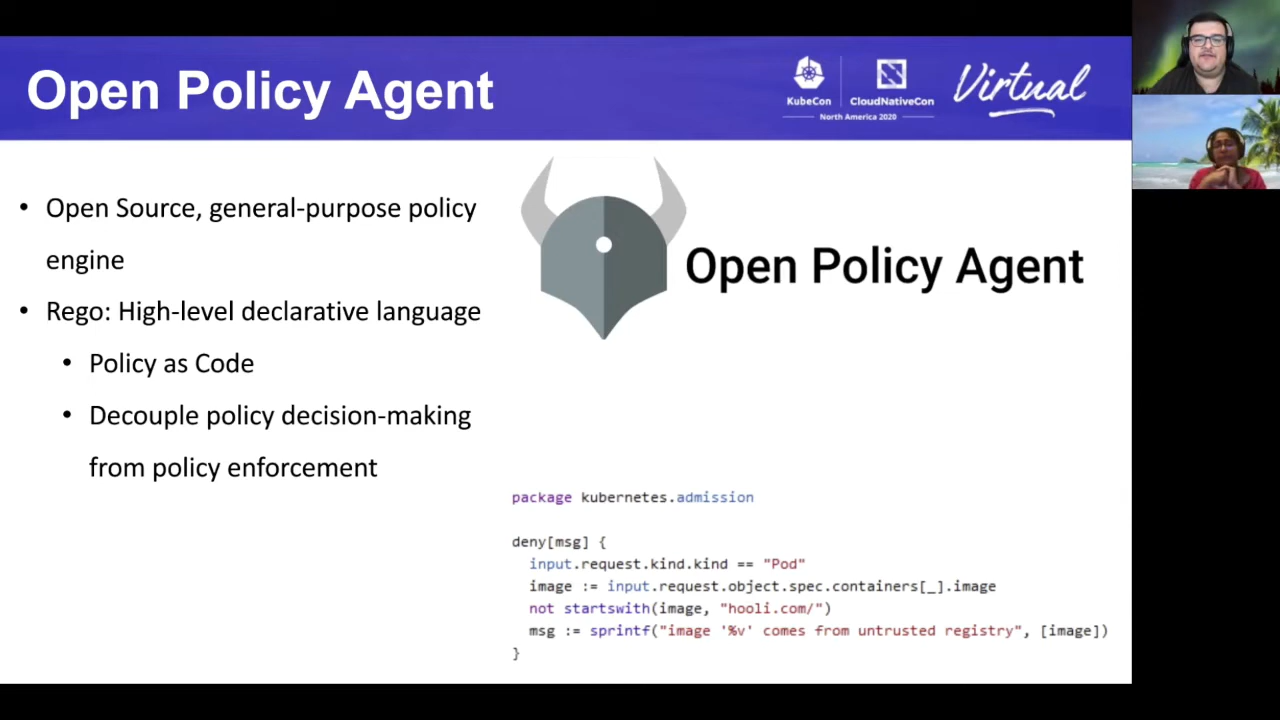 Open Policy Agent
KubeCon
CloudNativeCon
North America 2020
Virtual
• Open Source, general-purpose policy
engine
• Rego: High-level declarative language
• Policy as Code
• Decouple policy decision-making
from policy enforcement
Open Policy Agent
package kubernetes.admission
deny[msg] {
input.request.kind.kind == "Pod"
image := input.request.object.spec.containers[_].image
not startswith(image, "hooli.com/")
msg := sprintf("image '%v' comes from untrusted registry", [image])
}